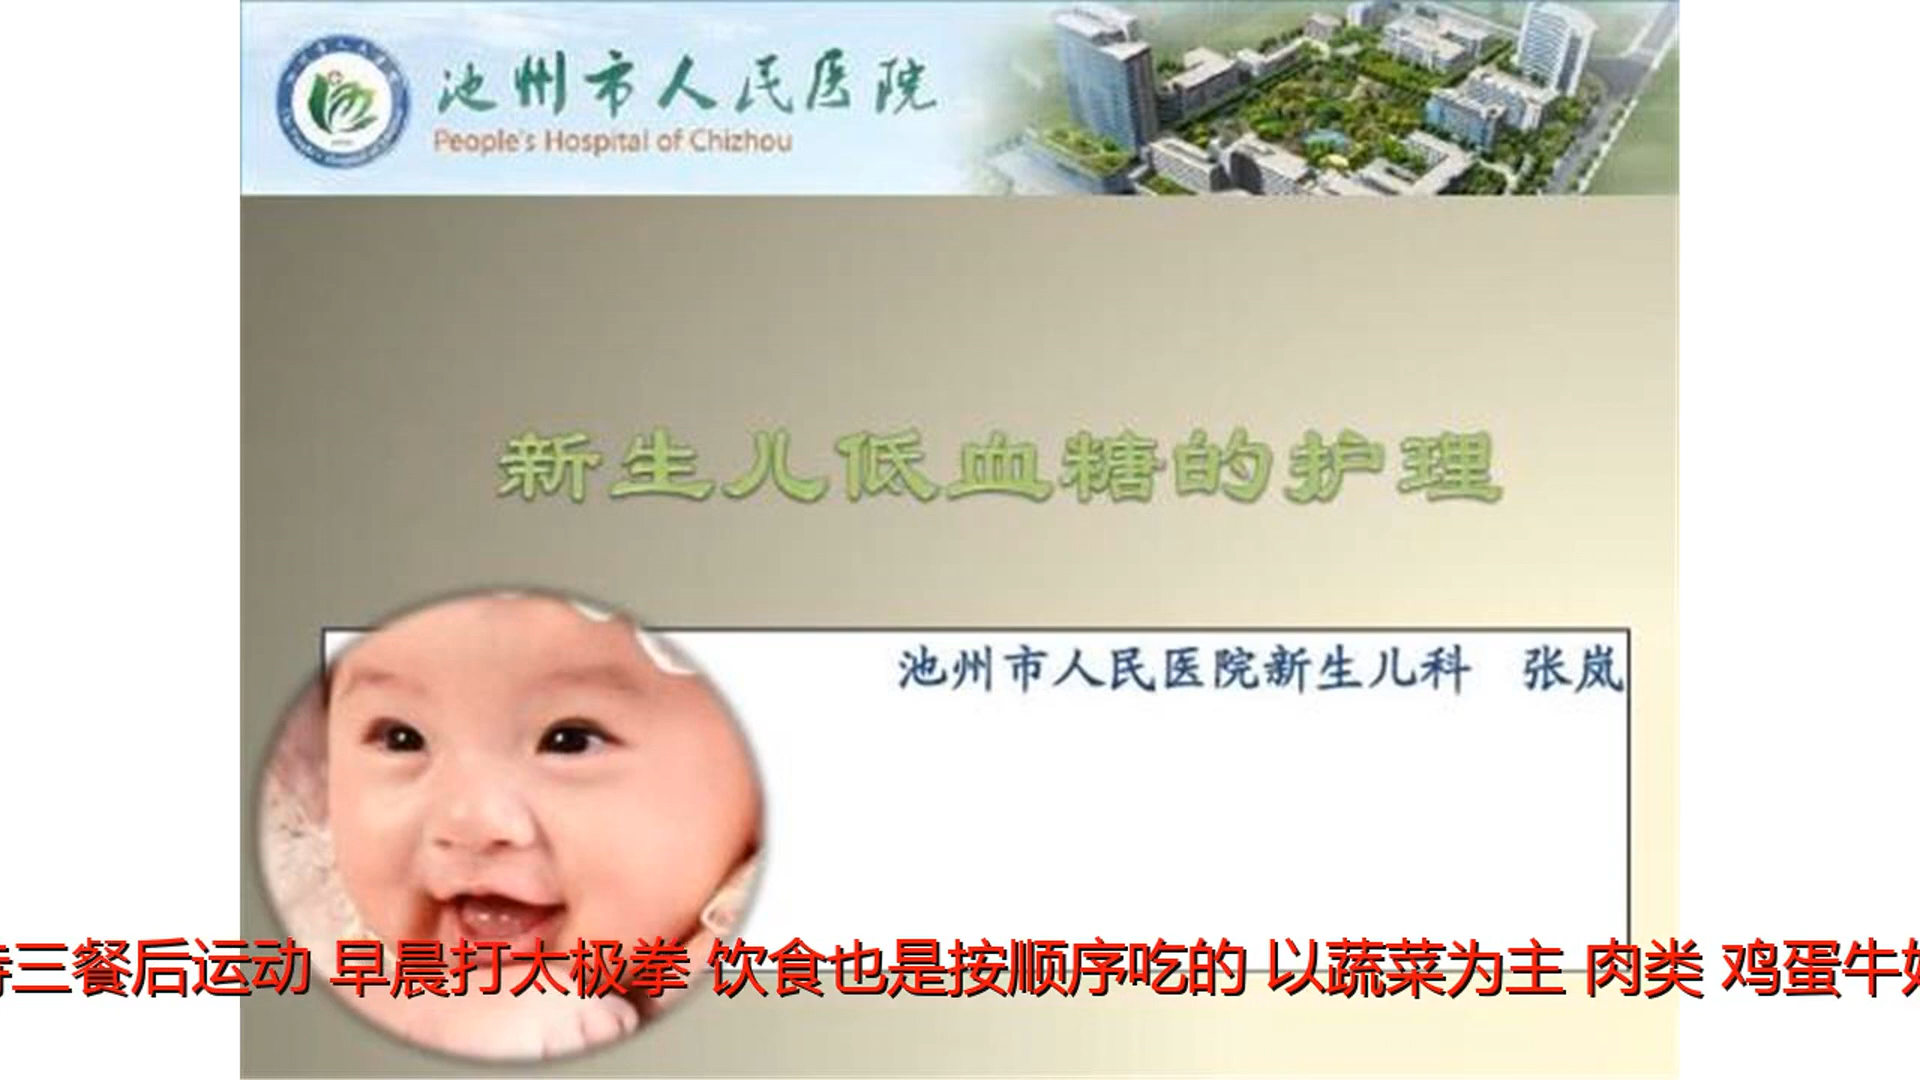 池州市人民医院
People's Hospital of Chizhou
新生儿低血糖的护理
池州市人民医院新生儿科 张岚
三餐后运动 早晨打太极拳 饮食也是按顺序吃的 以蔬菜为主 肉类 鸡蛋牛